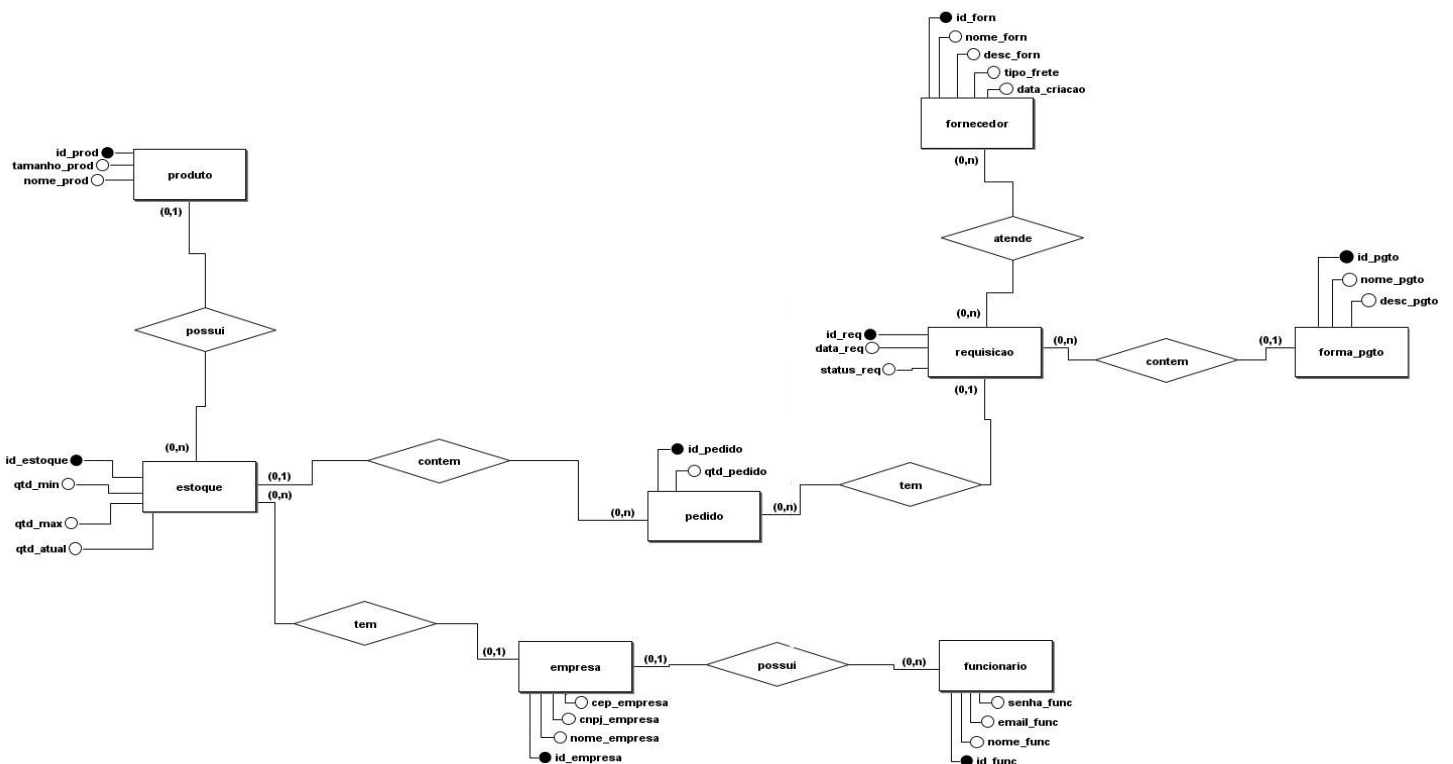 id_forn
nome_forn
desc_forn
tipo_frete
data_criacao
fornecedor
(0,n)
id_prod
tamanho_prod
nome_prod
produto
(0,1)
atende
id_pgto
nome_pgto
desc_pgto
possui
(0,n)
id_req
data_req
status_req
requisicao
(0,n)
contem
(0,1)
forma_pgto
(0,1)
(0,n)
id_estoque
qtd_min
qtd_max
qtd_atual
estoque
(0,1)
(0,n)
contem
id_pedido
qtd_pedido
(0,n)
pedido
(0,n)
tem
tem
(0,1)
empresa
(0,1)
possui
(0,n)
funcionario
cep_empresa
cnpj_empresa
nome_empresa
id_empresa
senha_func
email_func
nome_func
id_func